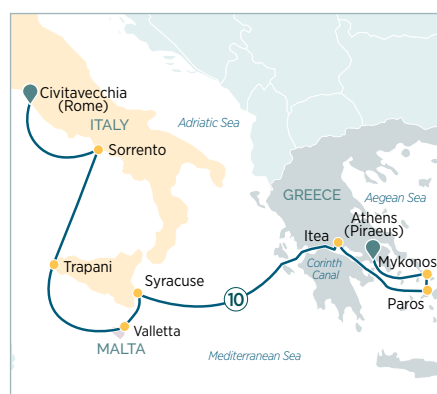 Civitavecchia
(Rome)
ITALY
Adriatic Sea
Sorrento
GREECE
Aegean Sea
Athens
(Piraeus)
Itea
Corinth
Canal
Mykonos
Trapani
Syracuse
10
Paros
Valletta
MALTA
Mediterranean Sea